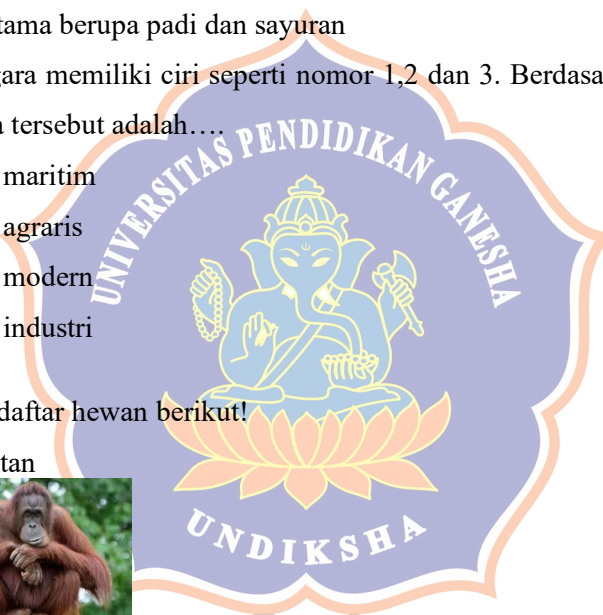 tama berupa padi dan sayuran
gara memiliki ciri seperti nomor 1,2 dan 3. Berdasa
a tersebut adalah….
maritim
agraris
modern
industri
daftar hewan berikut!
tan
UNIVERSITAS PENDIDIKAN GANESHA
UNDIKSHA